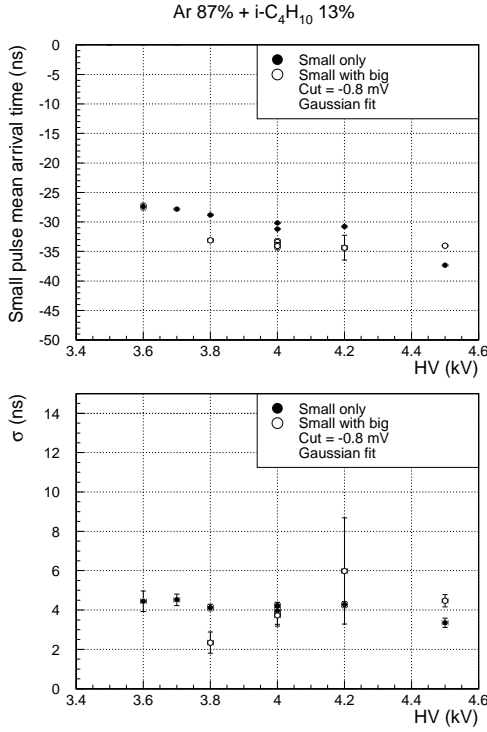 Ar 87% + i-C4H10 13%
Small pulse mean arrival time (ns)
0
-5
-10
-15
-20
-25
-30
-35
-40
-45
-50
Small only
Small with big
Cut = -0.8 mV
Gaussian fit
3.4 3.6 3.8 4 4.2 4.4 4.6
HV (kV)
σ (ns)
14
12
10
8
6
4
2
0
Small only
Small with big
Cut = -0.8 mV
Gaussian fit
3.4 3.6 3.8 4 4.2 4.4 4.6
HV (kV)